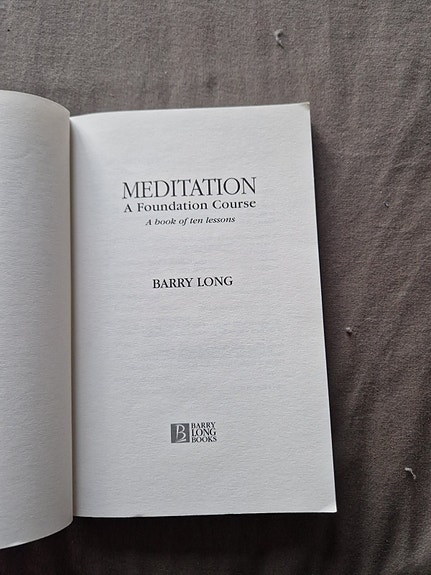 MEDITATION
A Foundation Course
A book of ten lessons
BARRY LONG
B
BARRY
LONG
BOOKS